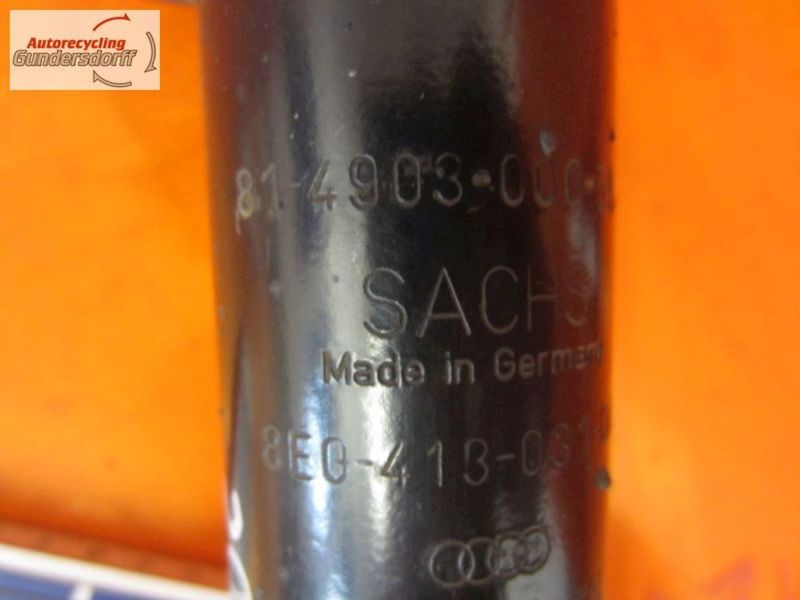 Autorecycling
Gundersdorff
81-4903-000
SACHS
Made in Germany
8E0-413-031